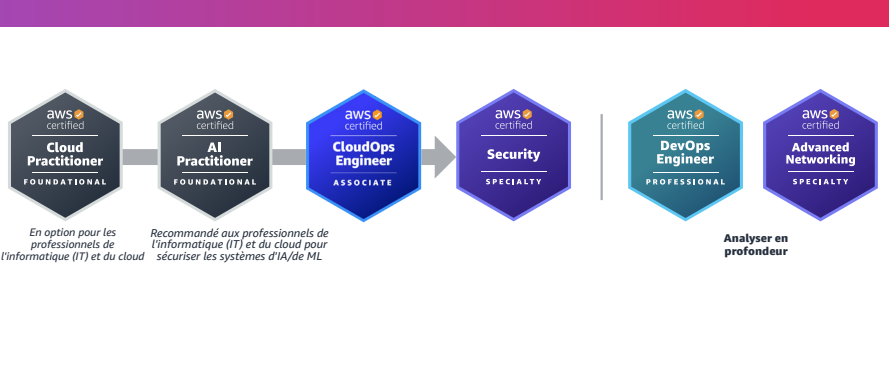 aws
certified
Cloud
Practitioner
FOUNDATIONAL
En option pour les
professionnels de
l'informatique (IT) et du cloud
aws
certified
AI
Practitioner
FOUNDATIONAL
Recommandé aux professionnels de
l'informatique (IT) et du cloud pour
sécuriser les systèmes d'IA/de ML
aws
certified
CloudOps
Engineer
ASSOCIATE
aws
certified
Security
SPECIALTY
aws
certified
DevOps
Engineer
PROFESSIONAL
aws
certified
Advanced
Networking
SPECIALTY
Analyser en
profondeur